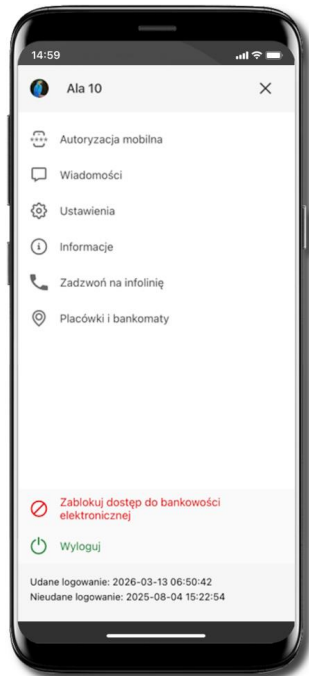 14:59
Ala 10
Autoryzacja mobilna
Wiadomości
Ustawienia
Informacje
Zadzwoń na infolinię
Placówki i bankomaty
Zablokuj dostęp do bankowości
elektronicznej
Wyloguj
Udane logowanie: 2026-03-13 06:50:42
Nieudane logowanie: 2025-08-04 15:22:54